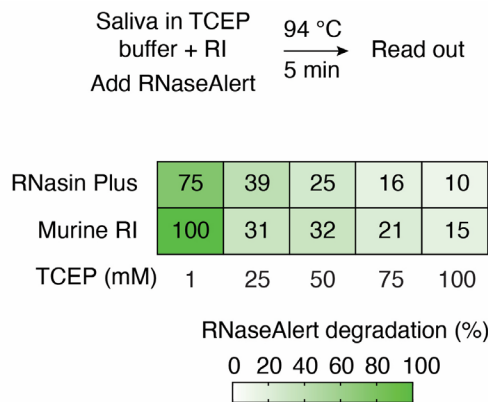 Saliva in TCEP
buffer + RI
Add RNaseAlert
94 °C
5 min
Read out
RNasin Plus 75 39 25 16 10
Murine RI 100 31 32 21 15
TCEP (mM) 1 25 50 75 100
RNaseAlert degradation (%)
0 20 40 60 80 100